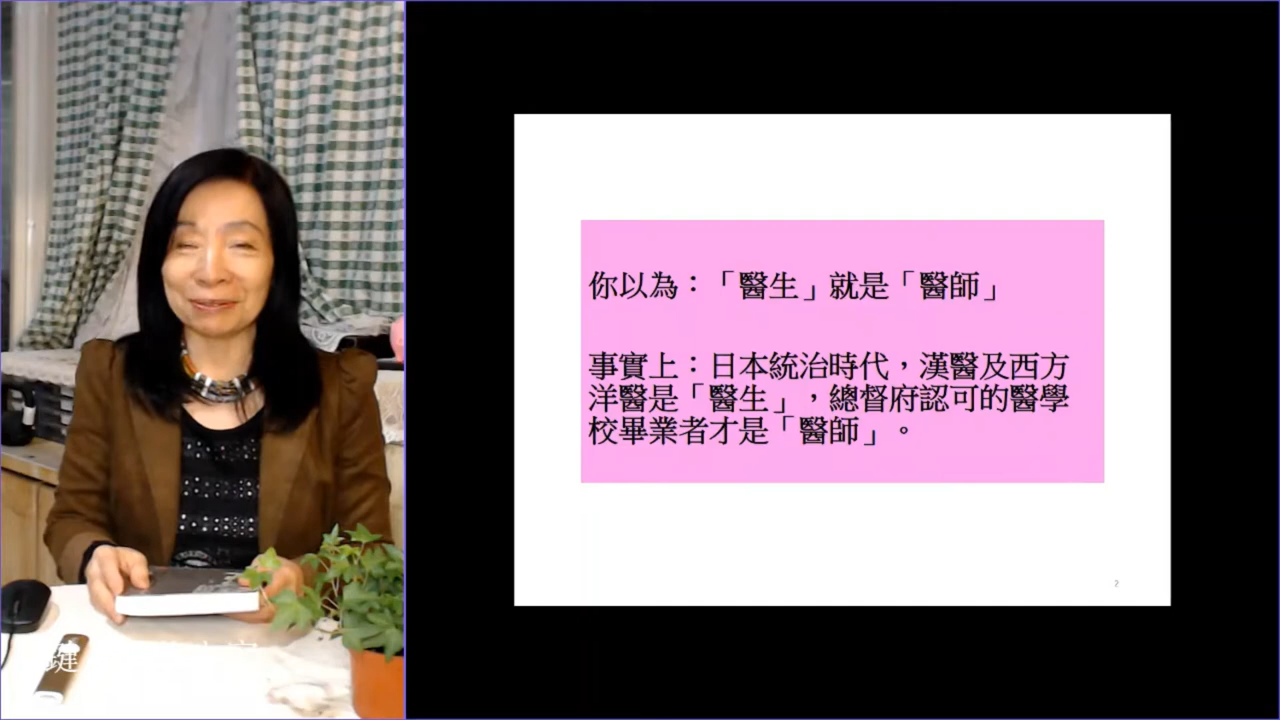 你以為：「醫生」就是「醫師」
事實上：日本統治時代，漢醫及西方
洋醫是「醫生」，總督府認可的醫學
校畢業者才是「醫師」。
2
鍵